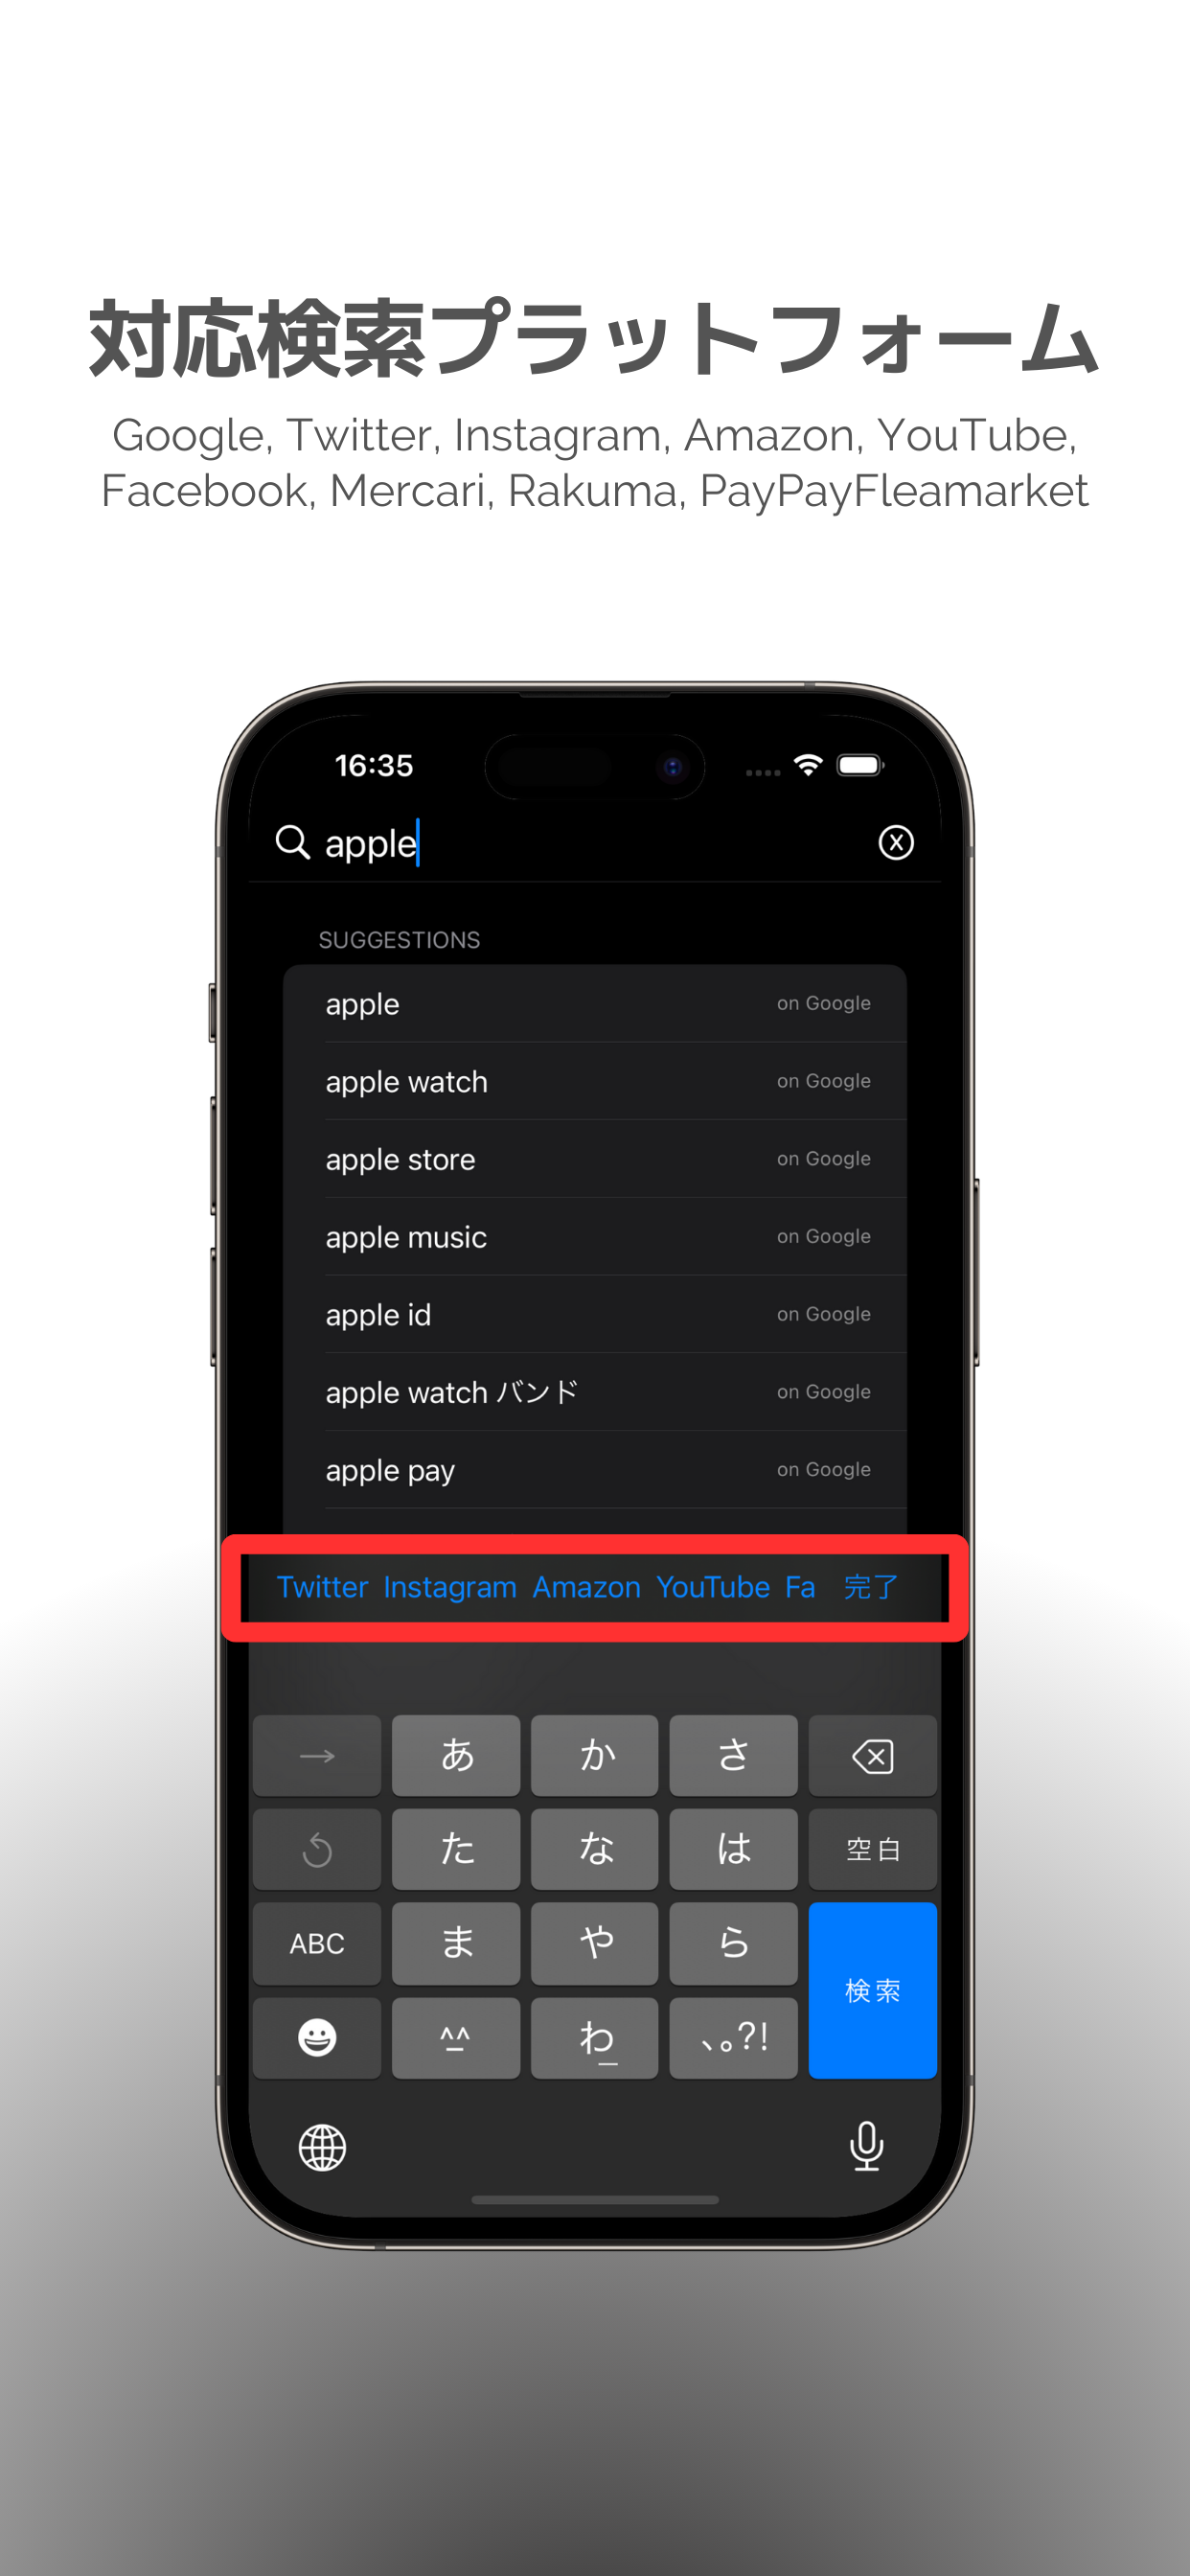 対応検索プラットフォーム
Google, Twitter, Instagram, Amazon, YouTube,
Facebook, Mercari, Rakuma, PayPayFleamarket
16:35
apple
SUGGESTIONS
apple on Google
apple watch on Google
apple store on Google
apple music on Google
apple id on Google
apple watch バンド on Google
apple pay on Google
Twitter Instagram Amazon YouTube Fa 完了
→ あ か さ
た な は 空白
ABC ま や ら
検索
^_^ わ_ 、。?!